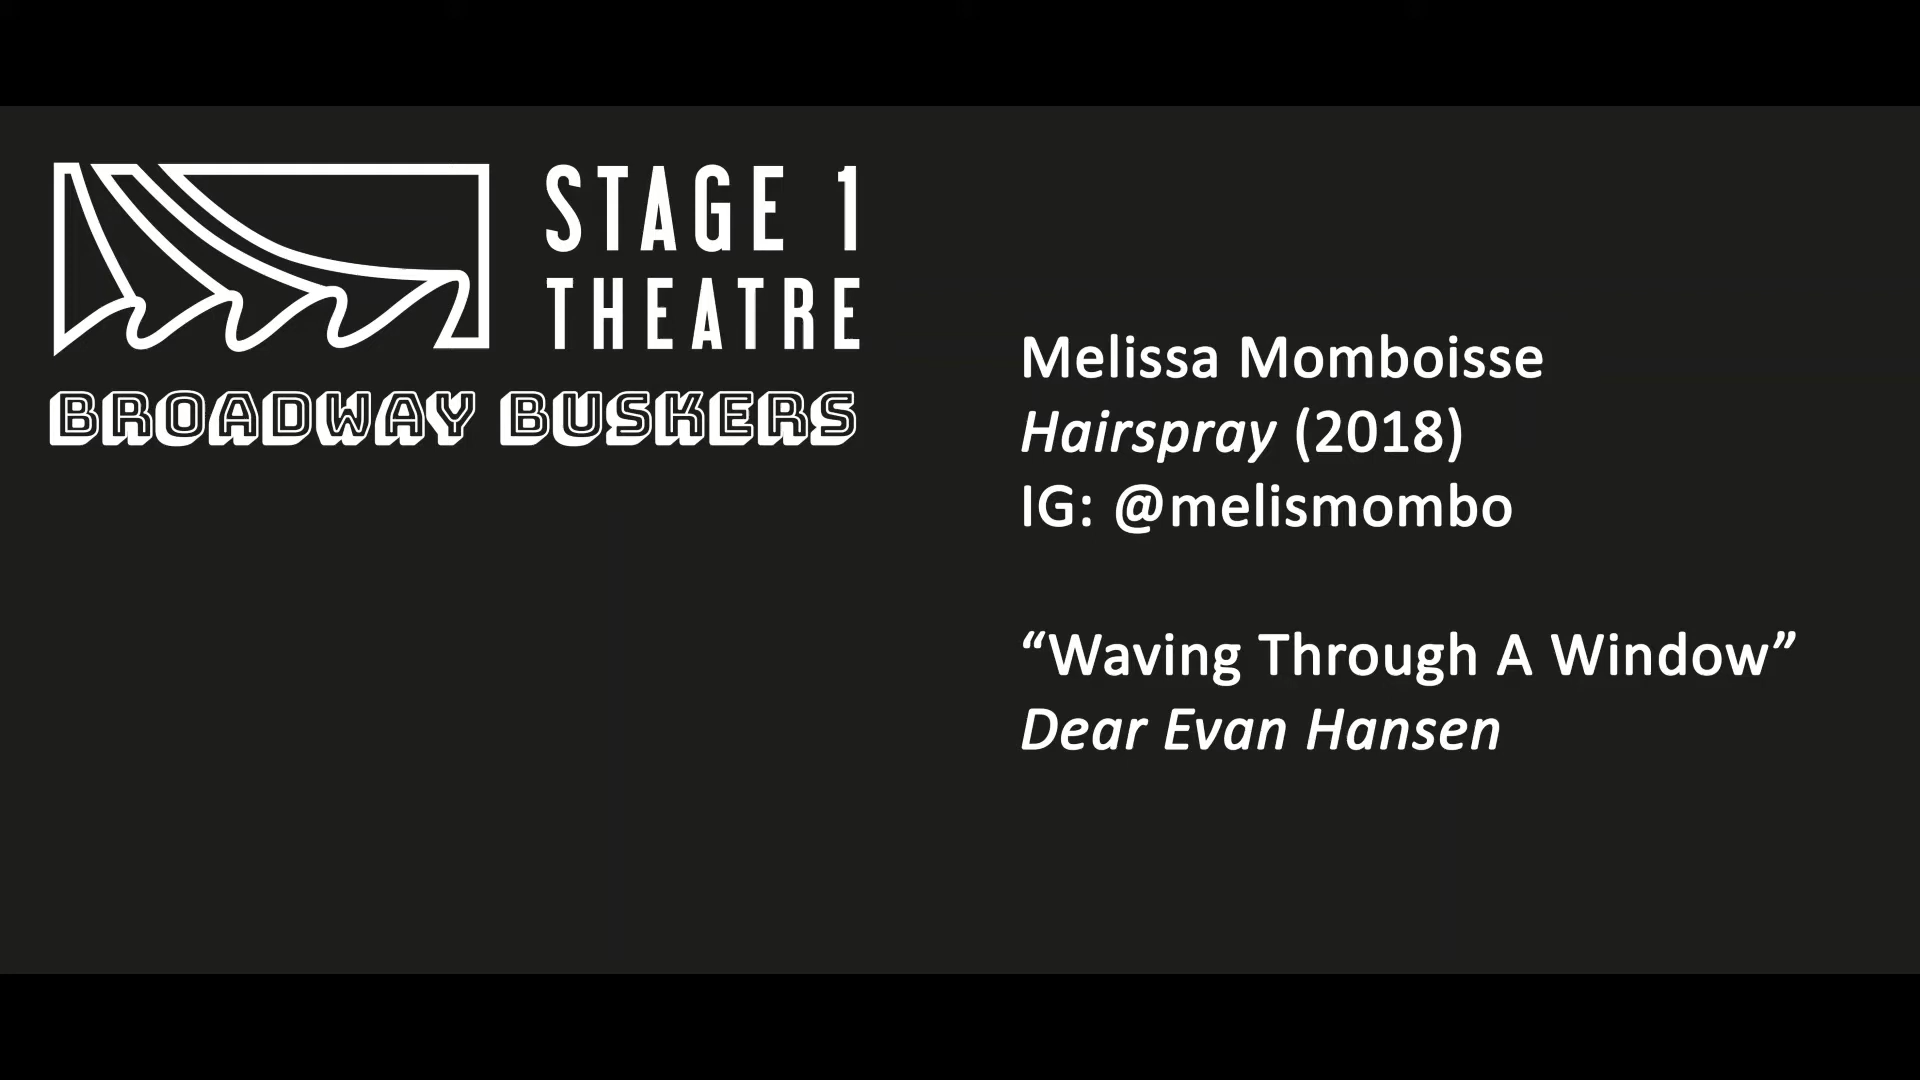 STAGE 1
THEATRE
BROADWAY BUSKERS
Melissa Momboisse
Hairspray (2018)
IG: @melismombo
“Waving Through A Window”
Dear Evan Hansen